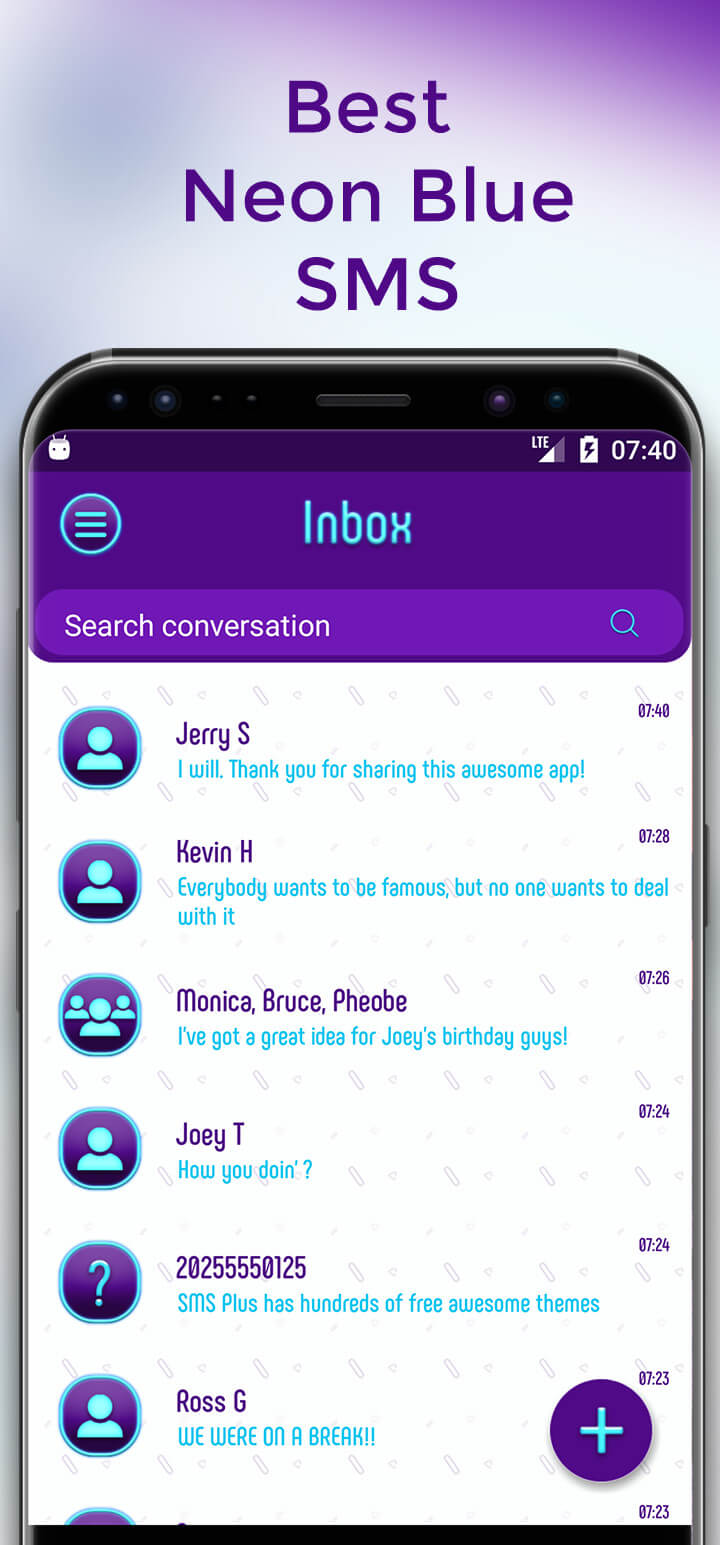 Best
Neon Blue
SMS
LTE 07:40
Inbox
Search conversation
07:40
Jerry S
I will. Thank you for sharing this awesome app!
07:28
Kevin H
Everybody wants to be famous, but no one wants to deal
with it
07:26
Monica, Bruce, Pheobe
I've got a great idea for Joey's birthday guys!
07:24
Joey T
How you doin' ?
07:24
20255550125
SMS Plus has hundreds of free awesome themes
07:23
Ross G
WE WERE ON A BREAK!!
07:23